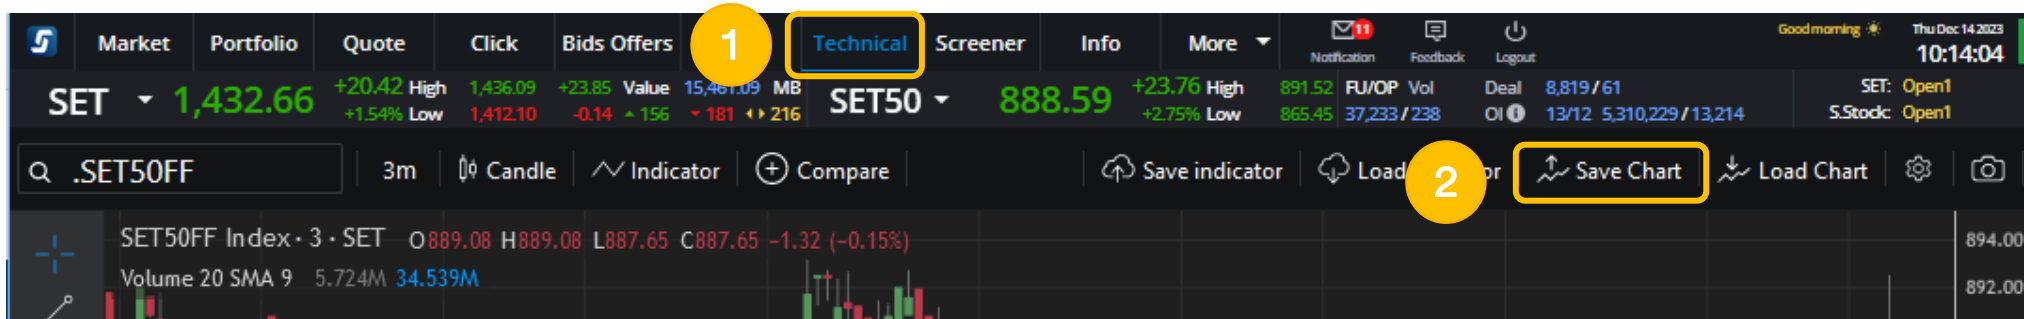 Market Portfolio Quote Click Bids Offers 1 Technical Screener Info More 11 Notification Feedback Logout Good morning Thu Dec 14 2023 10:14:04
SET 1,432.66 +20.42 High 1,436.09 +23.85 Value 15,461.09 MB SET50 888.59 +23.76 High 891.52 FU/OP Vol Deal 8,819 / 61 SET: Open1
+1.54% Low 1,412.10 -0.14 156 181 216 +2.75% Low 865.45 37,233 / 238 OI 13/12 5,310,229 / 13,214 S.Stock: Open1
.SET50FF 3m Candle Indicator Compare Save indicator Load 2 or Save Chart Load Chart
SET50FF Index · 3 · SET O889.08 H889.08 L887.65 C887.65 −1.32 (−0.15%) 894.00
Volume 20 SMA 9 5.724M 34.539M 892.00